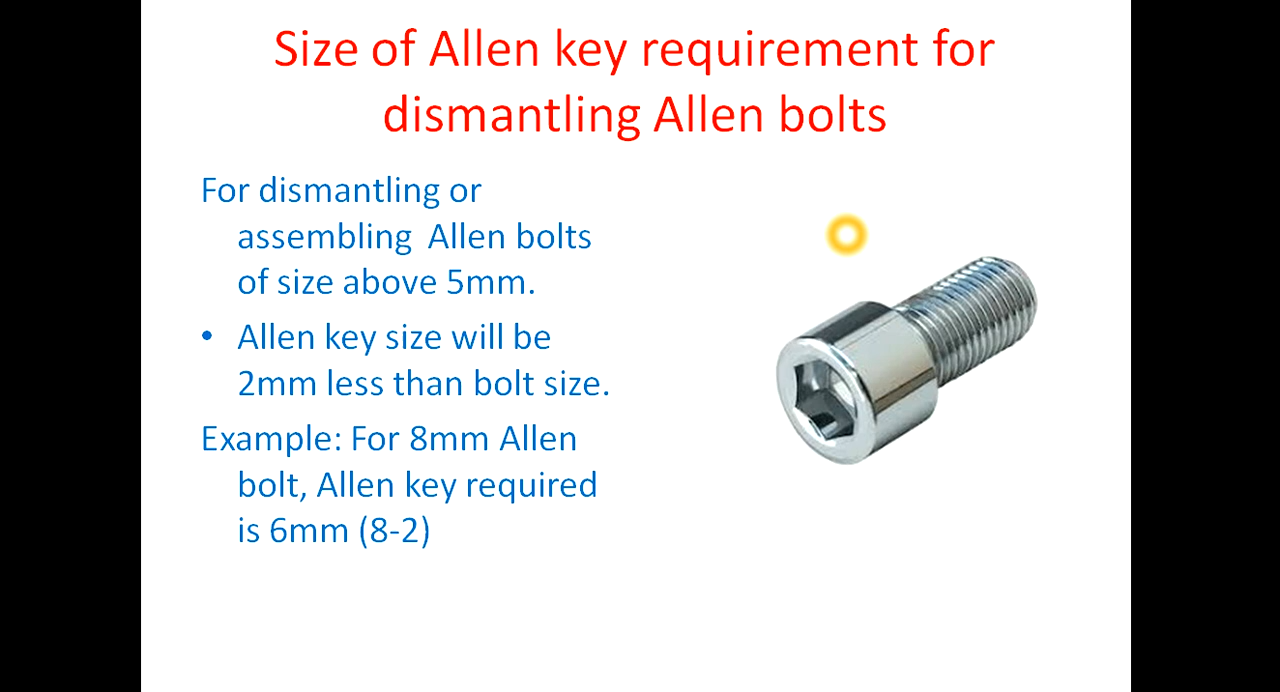 Size of Allen key requirement for
dismantling Allen bolts
For dismantling or
assembling  Allen bolts
of size above 5mm.
• Allen key size will be
2mm less than bolt size.
Example: For 8mm Allen
bolt, Allen key required
is 6mm (8-2)